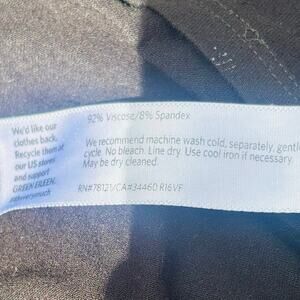 We'd like our
clothes back.
Recycle them at
our US stores
and support
GREEN EILEEN.
92% Viscose/8% Spandex
We recommend machine wash cold, separately, gentle
cycle. No bleach. Line dry. Use cool iron if necessary.
May be dry cleaned.
RN#78121/CA#34460 R16VF